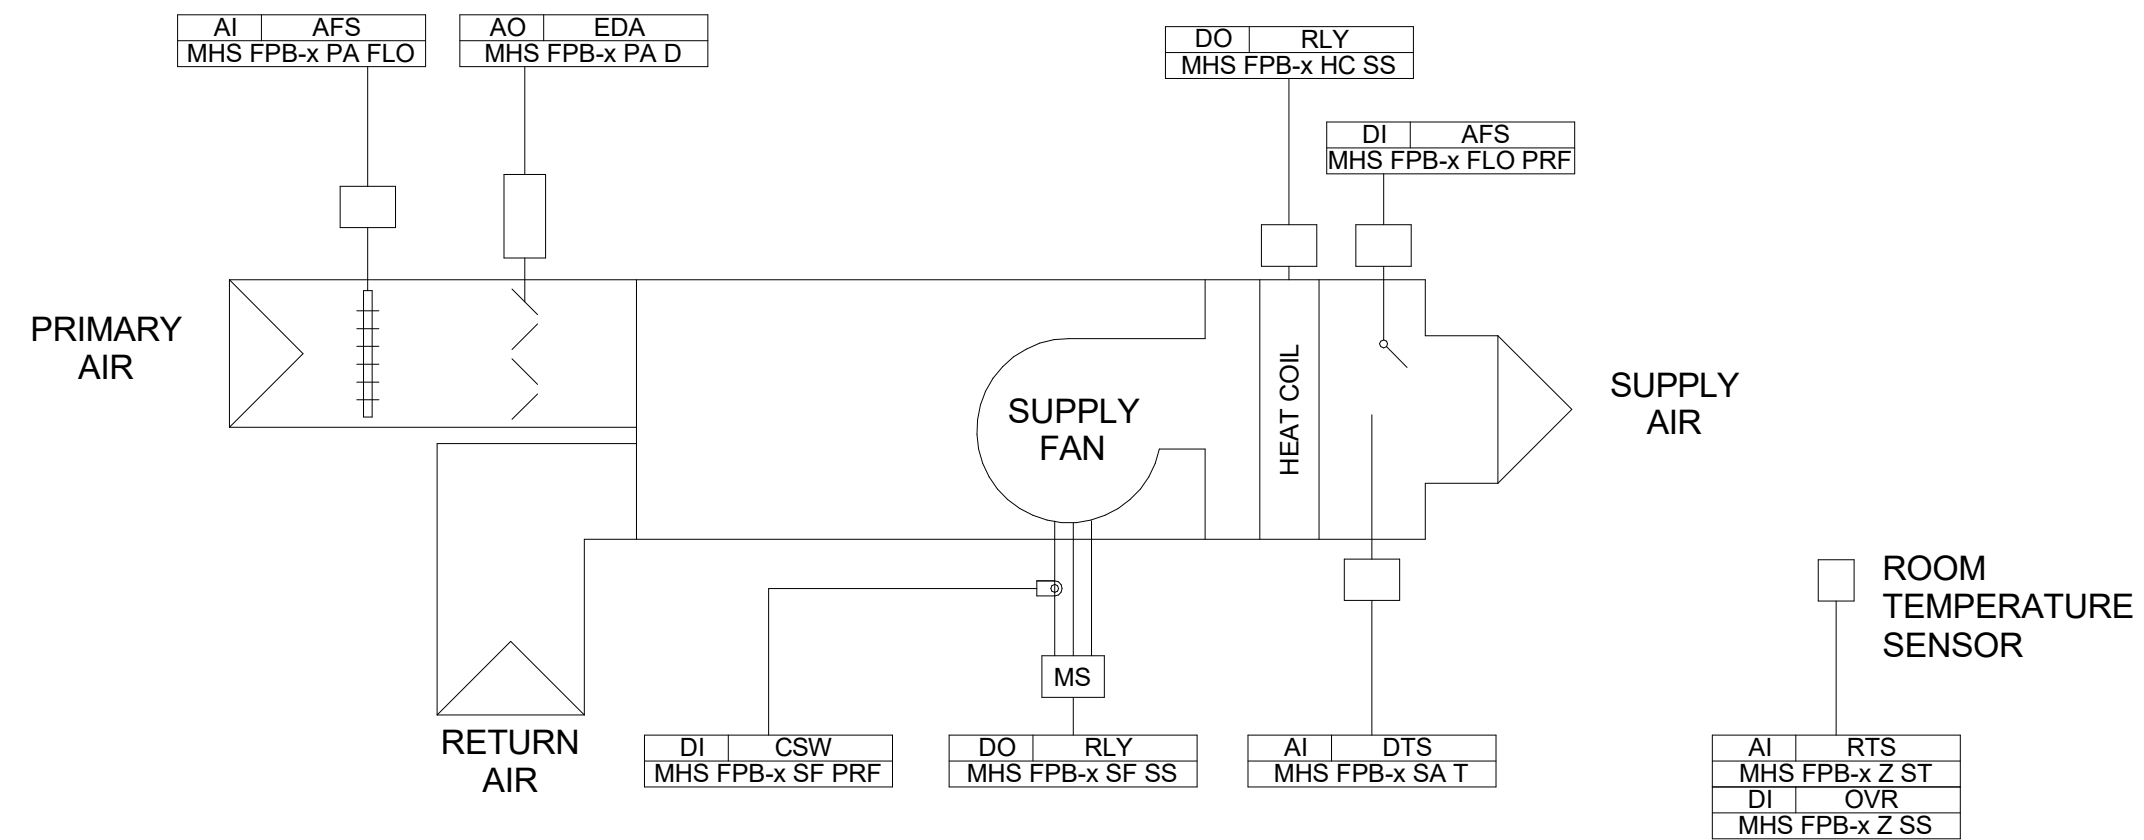 AI AFS
MHS FPB-x PA FLO
AO EDA
MHS FPB-x PA D
DO RLY
MHS FPB-x HC SS
DI AFS
MHS FPB-x FLO PRF
PRIMARY
AIR
SUPPLY
FAN
HEAT COIL
SUPPLY
AIR
ROOM
TEMPERATURE
SENSOR
MS
RETURN
AIR
DI CSW
MHS FPB-x SF PRF
DO RLY
MHS FPB-x SF SS
AI DTS
MHS FPB-x SA T
AI RTS
MHS FPB-x Z ST
DI OVR
MHS FPB-x Z SS